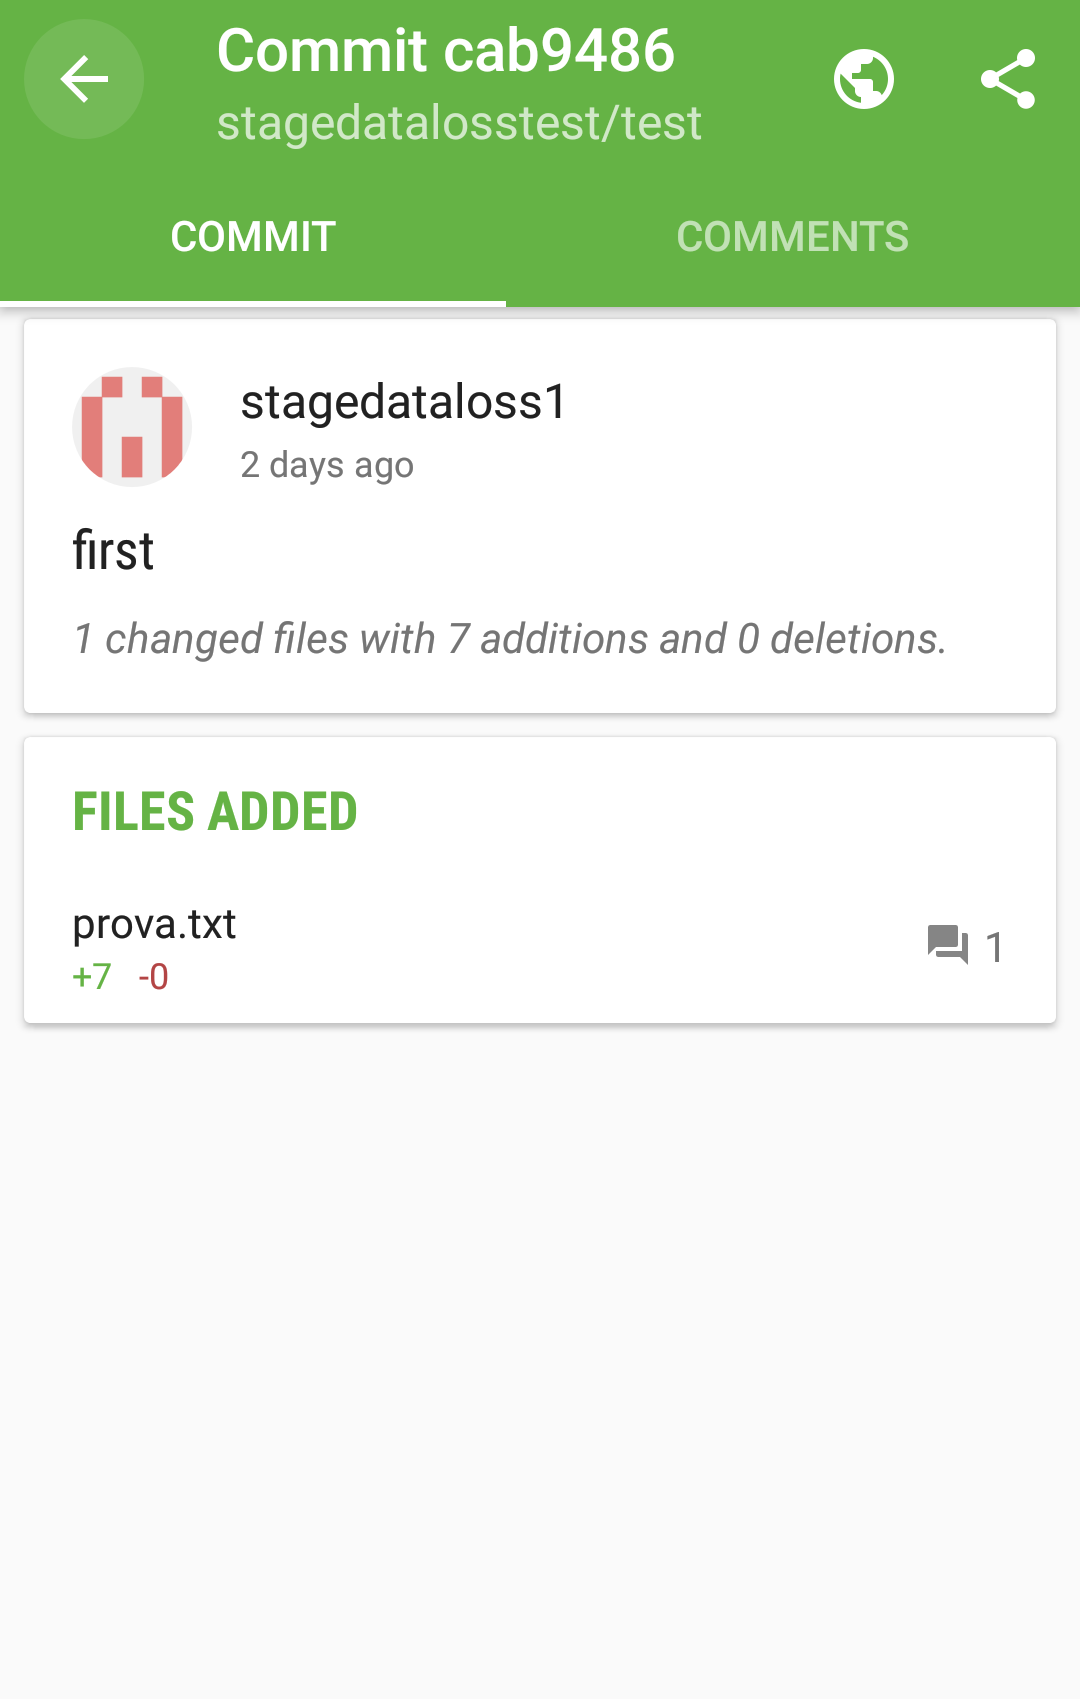 Commit cab9486
stagedatalosstest/test
COMMIT
COMMENTS
stagedataloss1
2 days ago
first
1 changed files with 7 additions and 0 deletions.
FILES ADDED
prova.txt
+7 -0
1